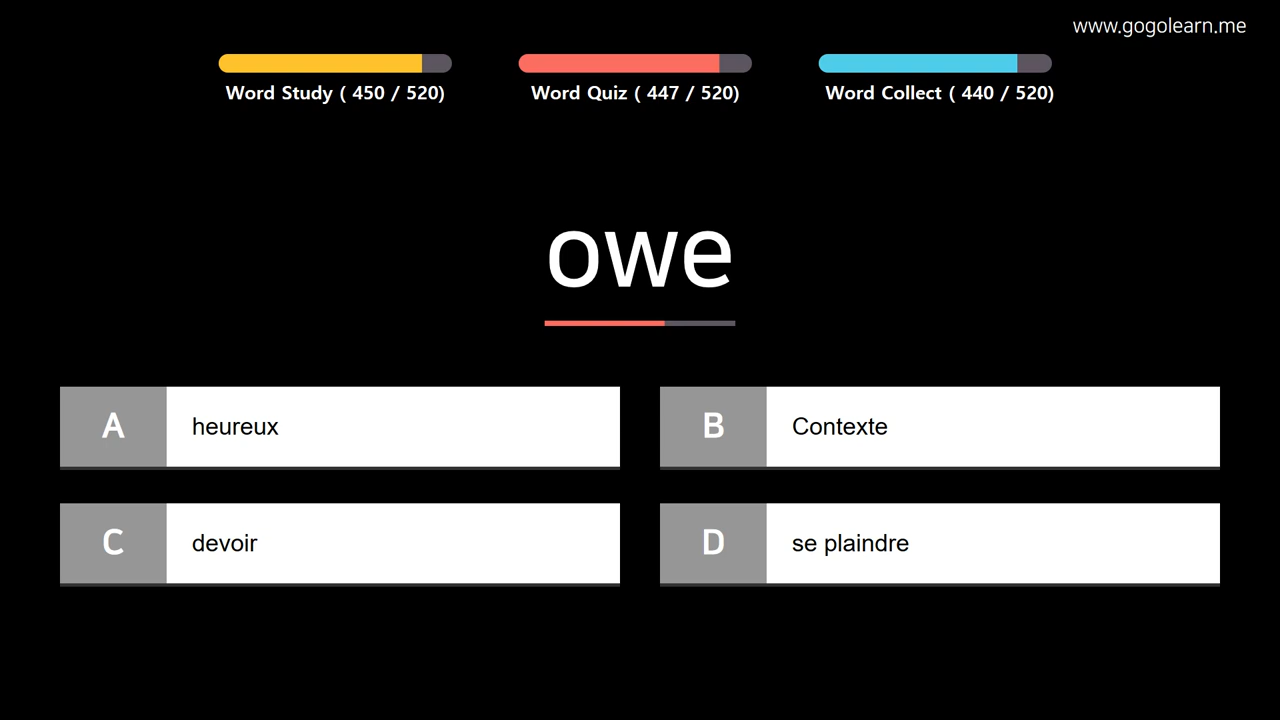 www.gogolearn.me
Word Study ( 450 / 520)
Word Quiz ( 447 / 520)
Word Collect ( 440 / 520)
owe
A heureux
B Contexte
C devoir
D se plaindre